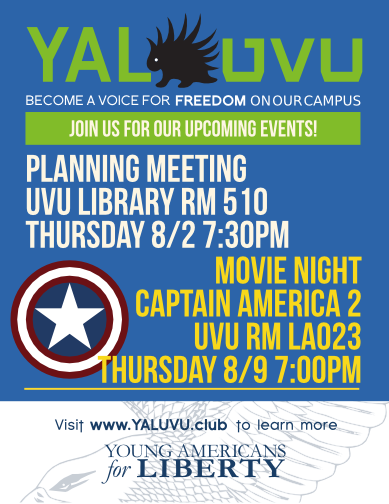 YAL UVU
BECOME A VOICE FOR FREEDOM ON OUR CAMPUS
JOIN US FOR OUR UPCOMING EVENTS!
PLANNING MEETING
UVU LIBRARY RM 510
THURSDAY 8/2 7:30PM
MOVIE NIGHT
CAPTAIN AMERICA 2
UVU RM LA023
THURSDAY 8/9 7:00PM
Visit www.YALUVU.club to learn more
YOUNG AMERICANS
for LIBERTY